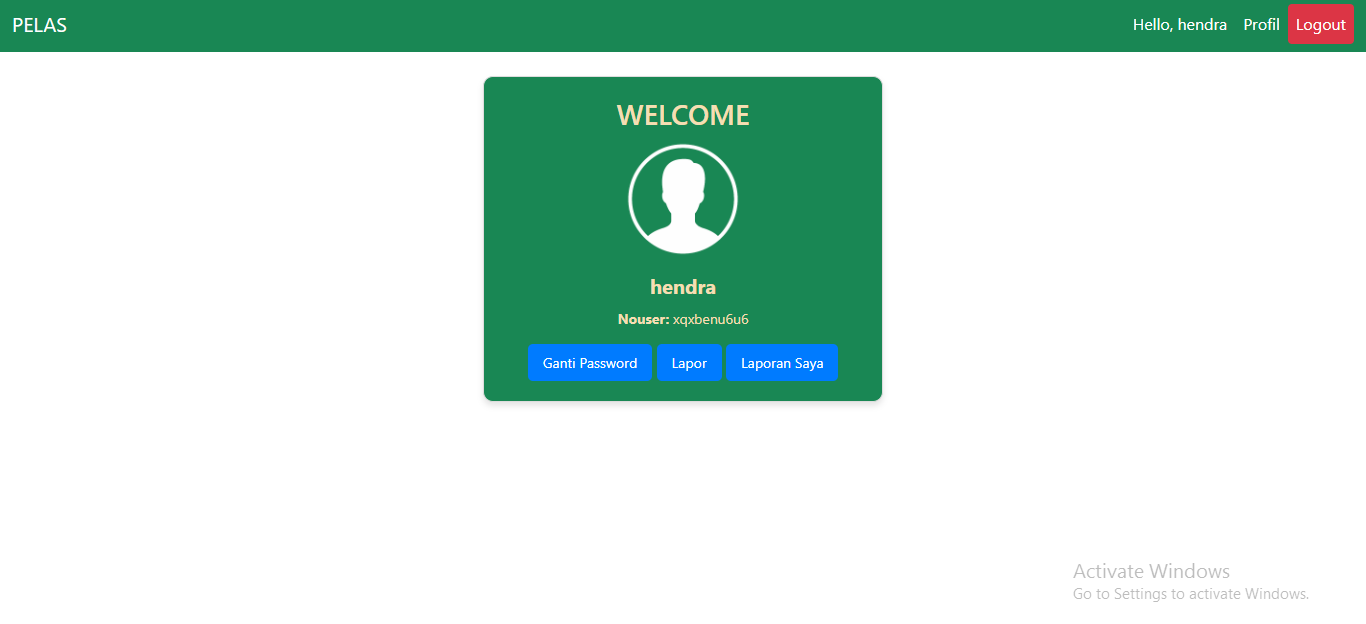 PELAS
Hello, hendra Profil Logout
WELCOME
hendra
Nouser: xqxbenu6u6
Ganti Password Lapor Laporan Saya
Activate Windows
Go to Settings to activate Windows.